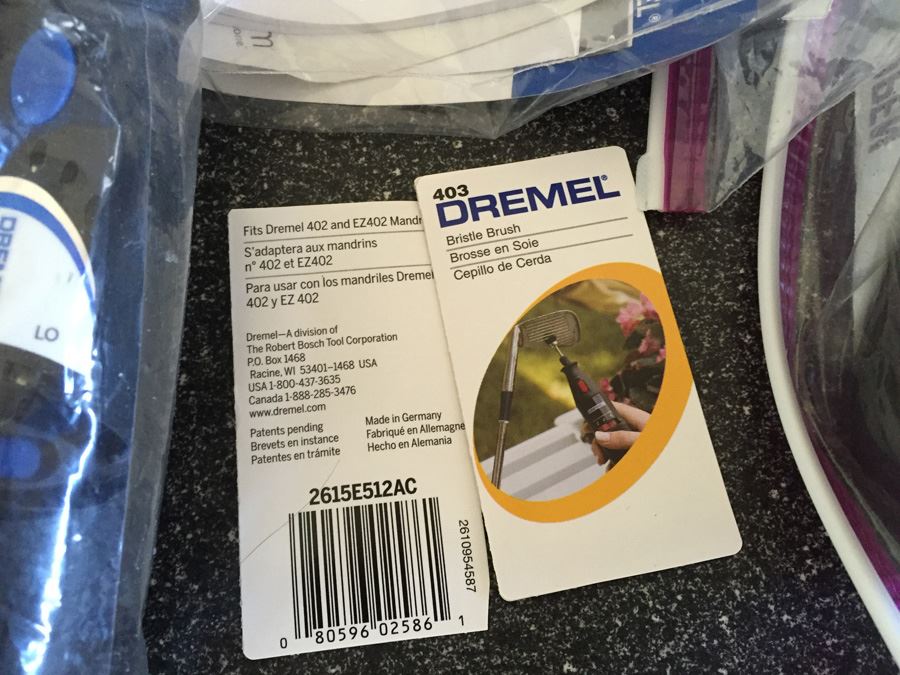 Fits Dremel 402 and EZ402
S'adaptera aux mandrins
n° 402 et EZ402
Para usar con los mandriles Dremel
402 y EZ 402
Dremel—A division of
The Robert Bosch Tool Corporation
P.O. Box 1468
Racine, WI 53401–1468 USA
USA 1-800-437-3635
Canada 1-888-285-3476
www.dremel.com
Patents pending
Brevets en instance
Patentes en trámite
Made in Germany
Fabriqué en Allemagne
Hecho en Alemania
2615E512AC
2610954587
0 80596 02586 1
403
DREMEL®
Bristle Brush
Brosse en Soie
Cepillo de Cerda
LO